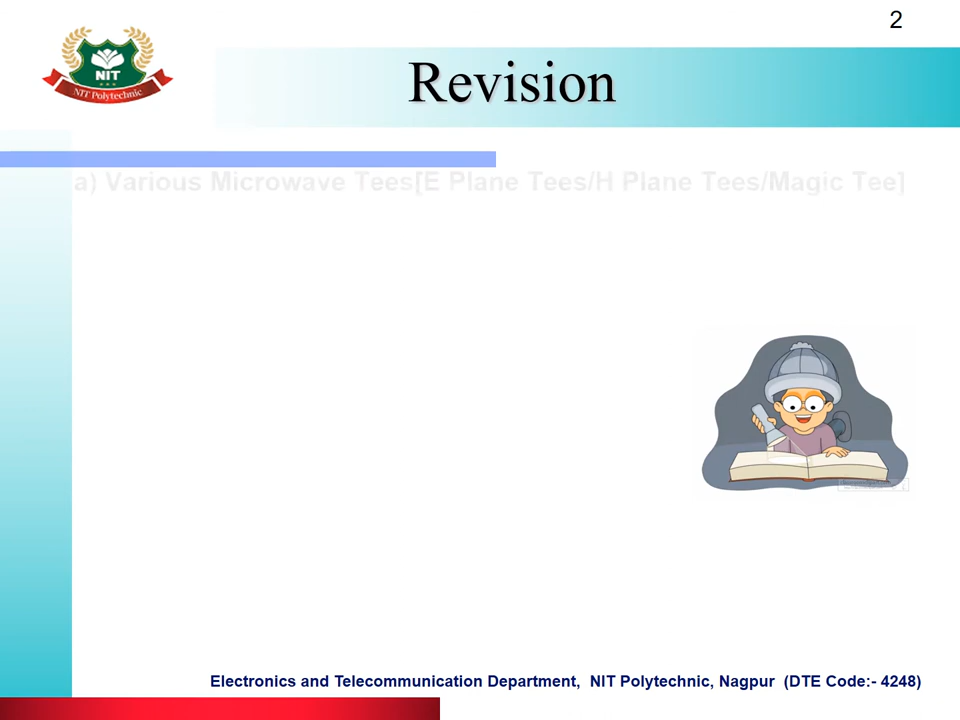 2
NIT
NIT Polytechnic
Revision
a) Various Microwave Tees[E Plane Tees/H Plane Tees/Magic Tee]
Electronics and Telecommunication Department, NIT Polytechnic, Nagpur (DTE Code:- 4248)